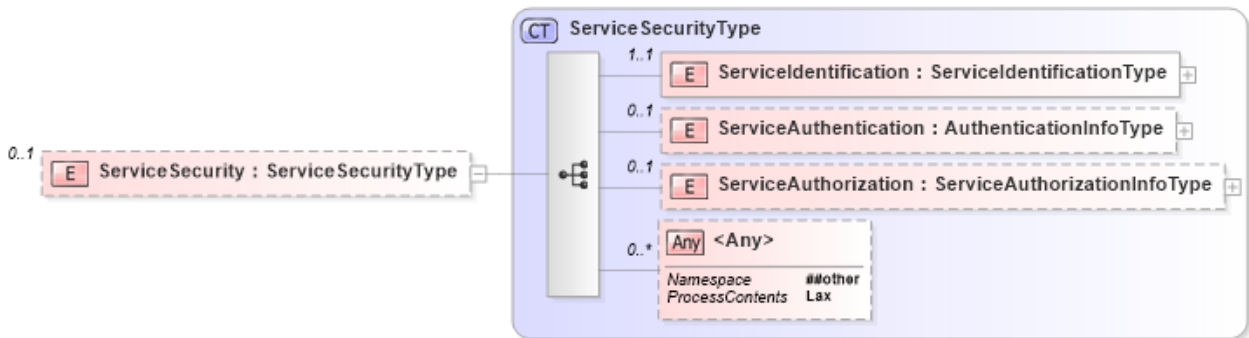 CT ServiceSecurityType
1..1
E ServiceIdentification : ServiceIdentificationType
0..1
E ServiceAuthentication : AuthenticationInfoType
0..1
E ServiceSecurity : ServiceSecurityType
0..1
E ServiceAuthorization : ServiceAuthorizationInfoType
0..*
Any <Any>
Namespace ##other
ProcessContents Lax